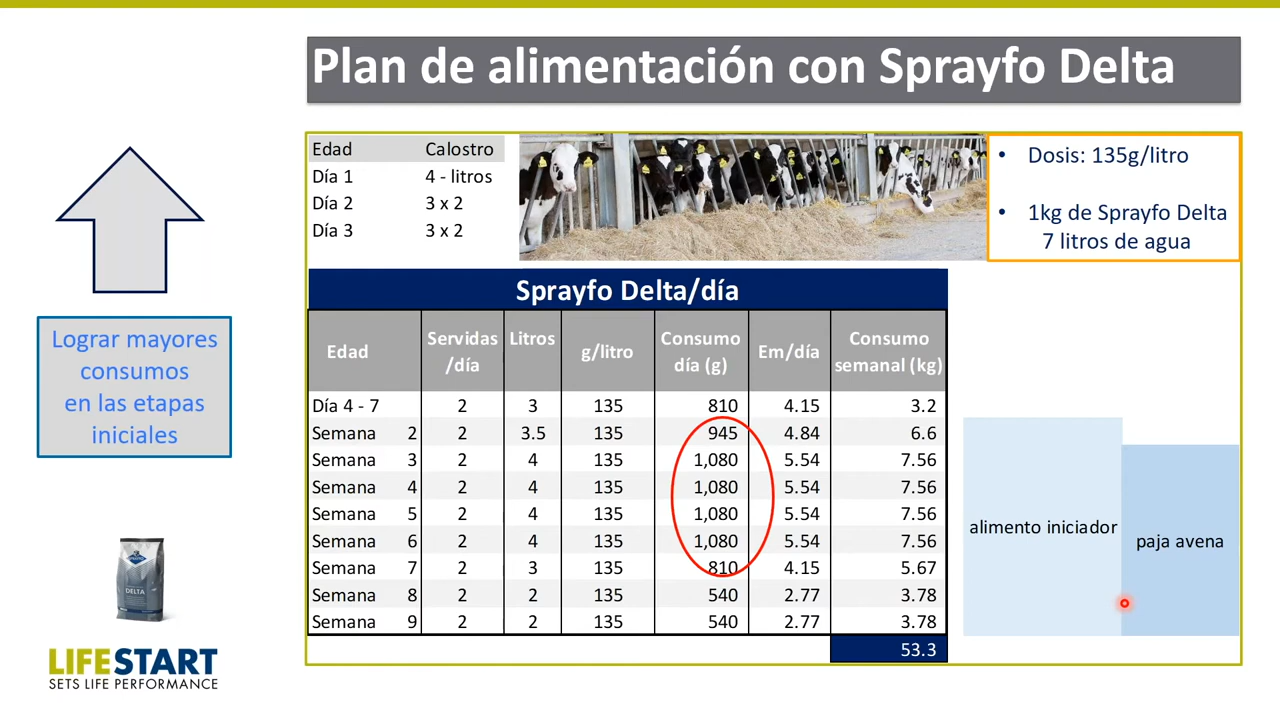 Plan de alimentación con Sprayfo Delta
Edad Calostro
Día 1 4 - litros
Día 2 3 x 2
Día 3 3 x 2
• Dosis: 135g/litro
• 1kg de Sprayfo Delta
7 litros de agua
Lograr mayores
consumos
en las etapas
iniciales
Sprayfo Delta/día
Edad Servidas /día Litros g/litro Consumo día (g) Em/día Consumo semanal (kg)
Día 4 - 7 2 3 135 810 4.15 3.2
Semana 2 2 3.5 135 945 4.84 6.6
Semana 3 2 4 135 1,080 5.54 7.56
Semana 4 2 4 135 1,080 5.54 7.56
Semana 5 2 4 135 1,080 5.54 7.56
Semana 6 2 4 135 1,080 5.54 7.56
Semana 7 2 3 135 810 4.15 5.67
Semana 8 2 2 135 540 2.77 3.78
Semana 9 2 2 135 540 2.77 3.78
53.3
alimento iniciador
paja avena
DELTA
LIFESTART
SETS LIFE PERFORMANCE